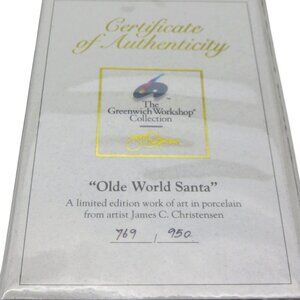 Certificate
of Authenticity
The
Greenwich Workshop®
Collection
"Olde World Santa"
A limited edition work of art in porcelain
from artist James C. Christensen
769 / 950